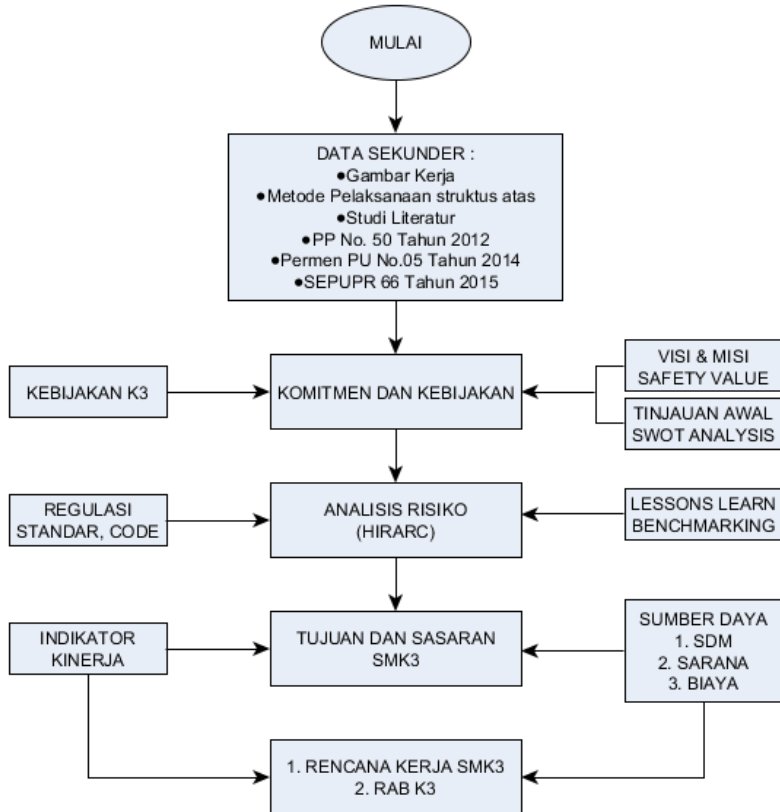 MULAI
DATA SEKUNDER :
●Gambar Kerja
●Metode Pelaksanaan struktus atas
●Studi Literatur
●PP No. 50 Tahun 2012
●Permen PU No.05 Tahun 2014
●SEPUPR 66 Tahun 2015
KEBIJAKAN K3
KOMITMEN DAN KEBIJAKAN
VISI & MISI
SAFETY VALUE
TINJAUAN AWAL
SWOT ANALYSIS
REGULASI
STANDAR, CODE
ANALISIS RISIKO
(HIRARC)
LESSONS LEARN
BENCHMARKING
INDIKATOR
KINERJA
TUJUAN DAN SASARAN
SMK3
SUMBER DAYA
1. SDM
2. SARANA
3. BIAYA
1. RENCANA KERJA SMK3
2. RAB K3